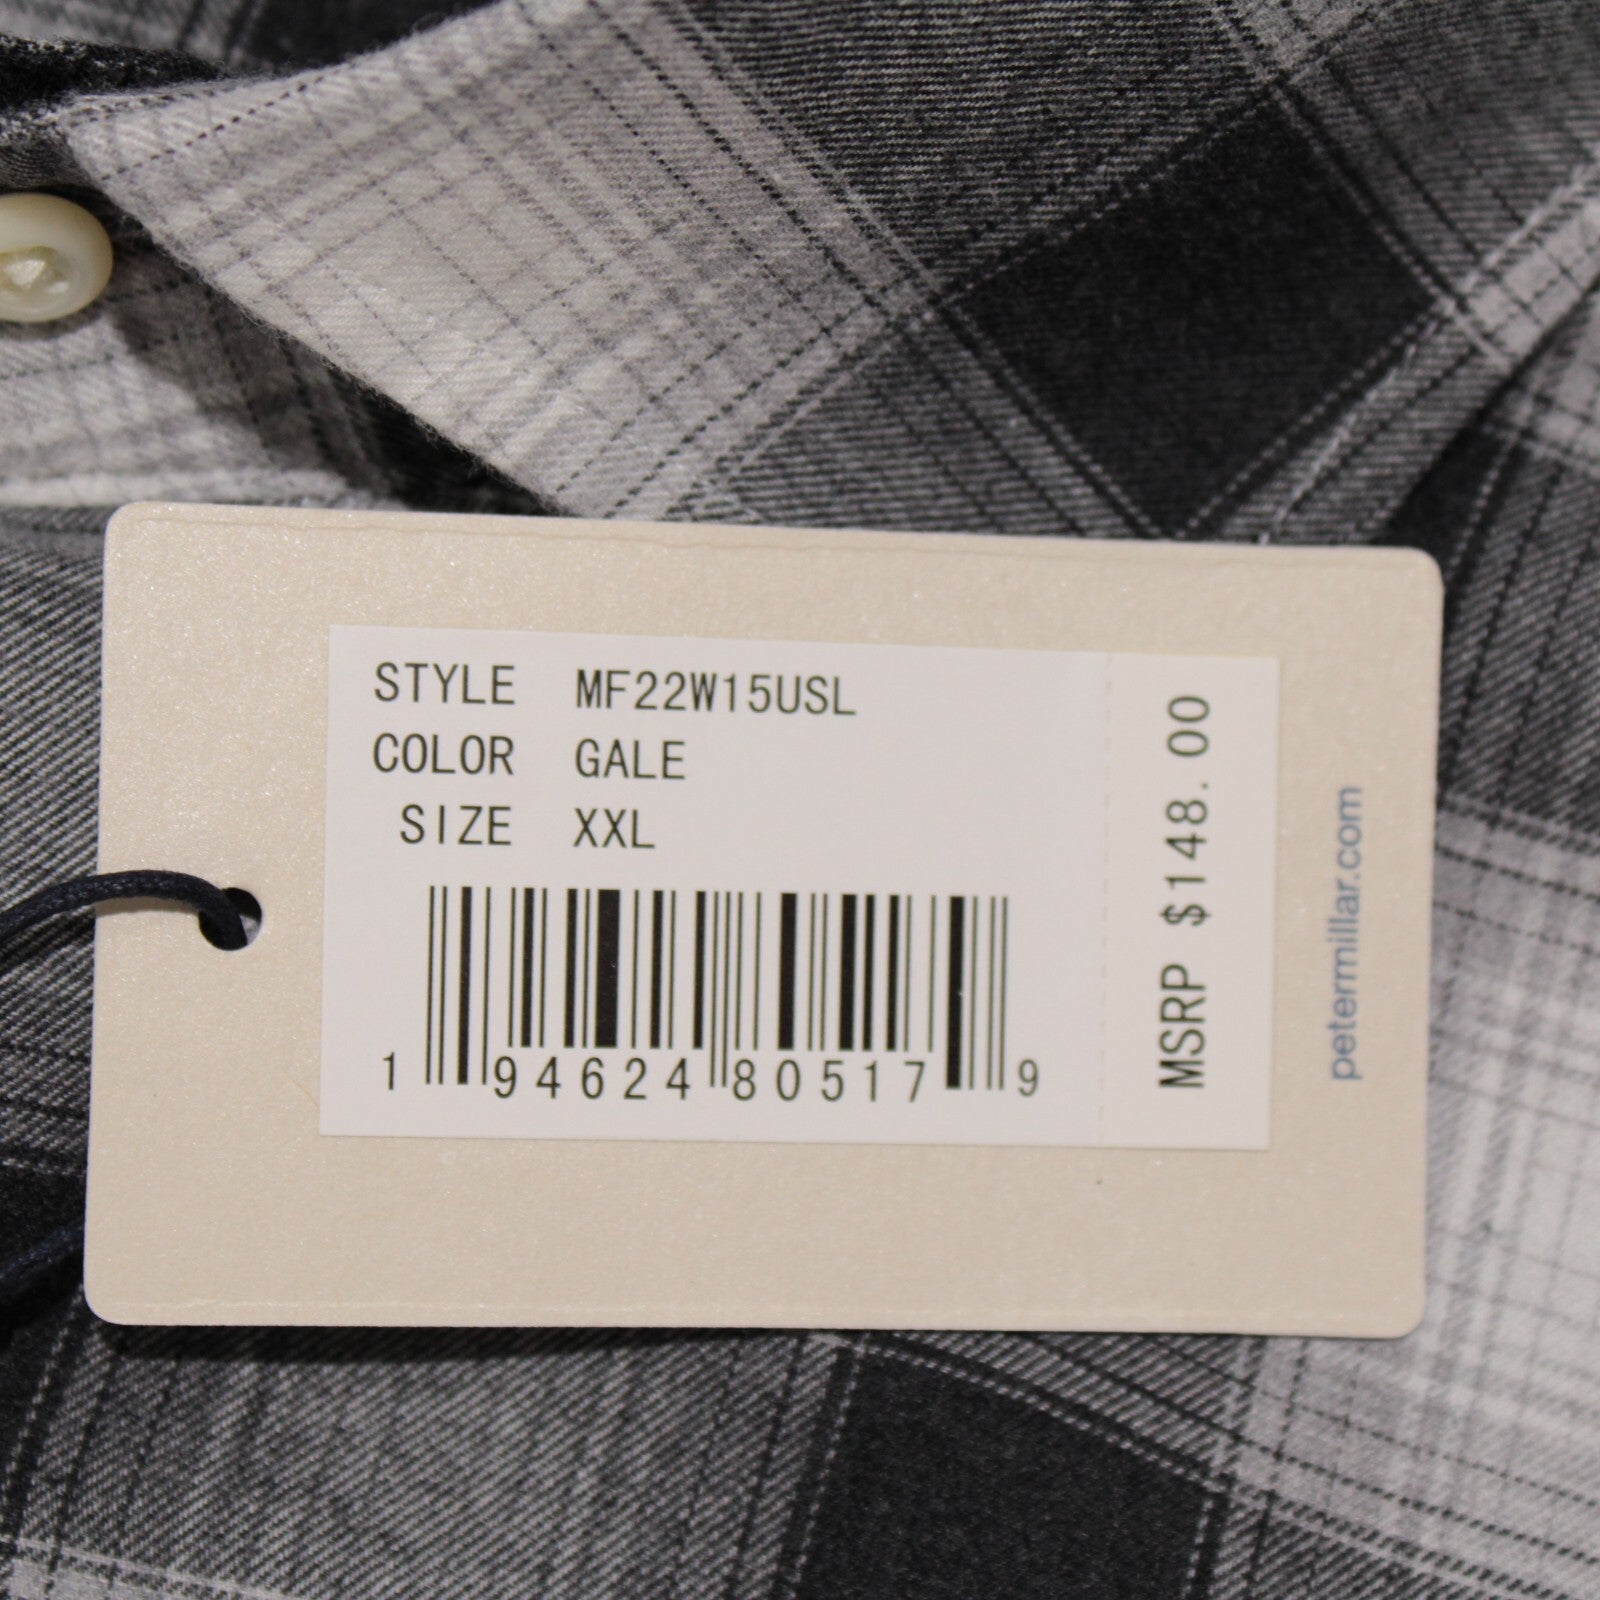 STYLE MF22W15USL
COLOR GALE
SIZE XXL
1 94624 80517 9
MSRP $148.00
petermillar.com